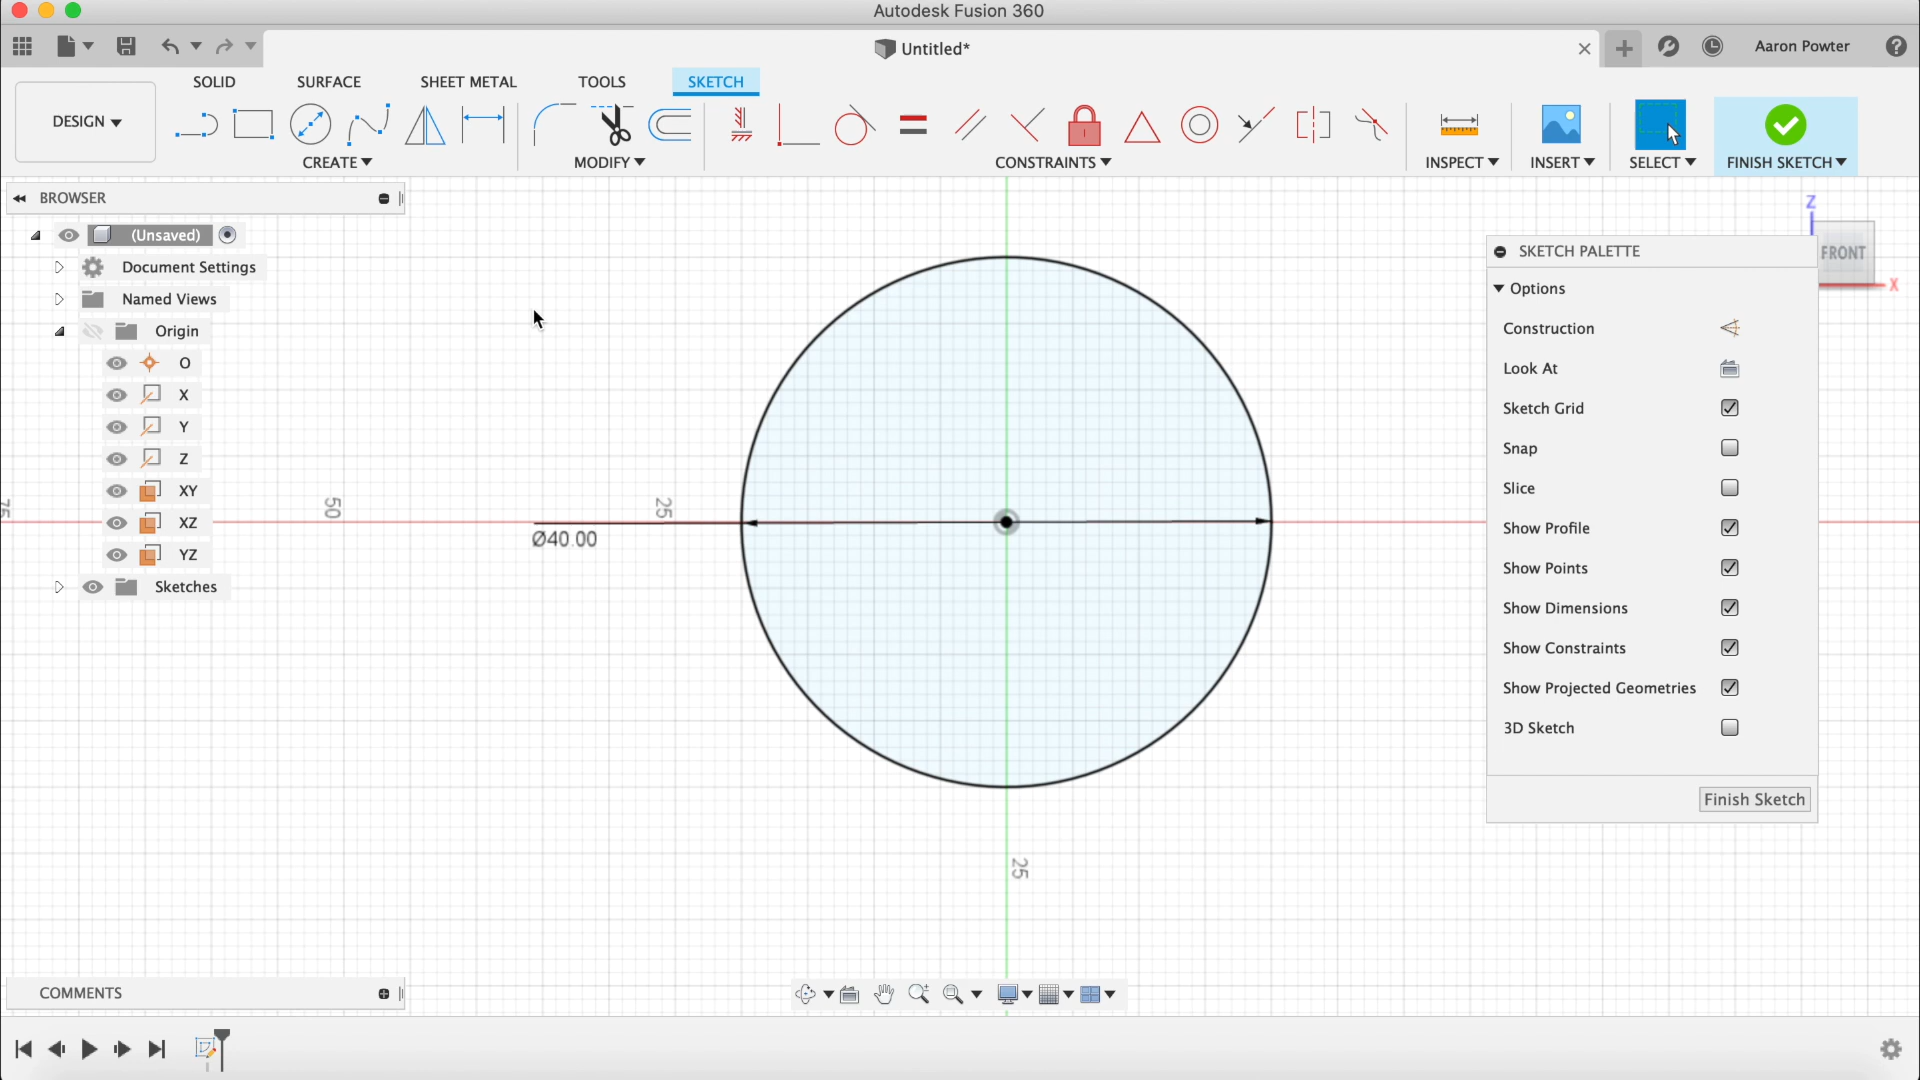 Autodesk Fusion 360
Untitled*
Aaron Powter
SOLID
SURFACE
SHEET METAL
TOOLS
SKETCH
DESIGN
CREATE
MODIFY
CONSTRAINTS
INSPECT
INSERT
SELECT
FINISH SKETCH
BROWSER
(Unsaved)
Document Settings
Named Views
Origin
O
X
Y
Z
XY
XZ
YZ
Sketches
75
50
25
Ø40.00
25
Z
FRONT
X
SKETCH PALETTE
Options
Construction
Look At
Sketch Grid
Snap
Slice
Show Profile
Show Points
Show Dimensions
Show Constraints
Show Projected Geometries
3D Sketch
Finish Sketch
COMMENTS